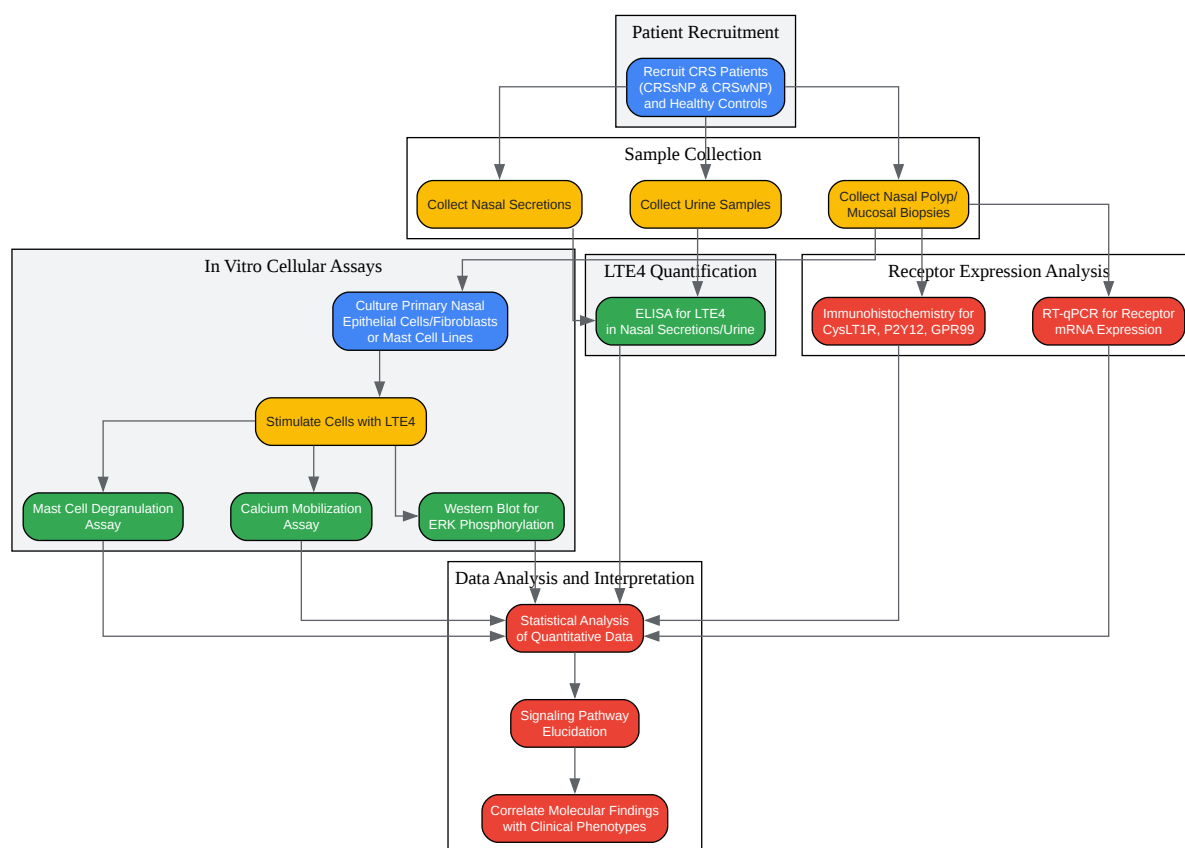 Patient Recruitment
Recruit CRS Patients
(CRSsNP & CRSwNP)
and Healthy Controls
Sample Collection
Collect Nasal Secretions
Collect Urine Samples
Collect Nasal Polyp/
Mucosal Biopsies
In Vitro Cellular Assays
LTE4 Quantification
Receptor Expression Analysis
Culture Primary Nasal
Epithelial Cells/Fibroblasts
or Mast Cell Lines
ELISA for LTE4
in Nasal Secretions/Urine
Immunohistochemistry for
CysLT1R, P2Y12, GPR99
RT-qPCR for Receptor
mRNA Expression
Stimulate Cells with LTE4
Mast Cell Degranulation
Assay
Calcium Mobilization
Assay
Western Blot for
ERK Phosphorylation
Data Analysis and Interpretation
Statistical Analysis
of Quantitative Data
Signaling Pathway
Elucidation
Correlate Molecular Findings
with Clinical Phenotypes